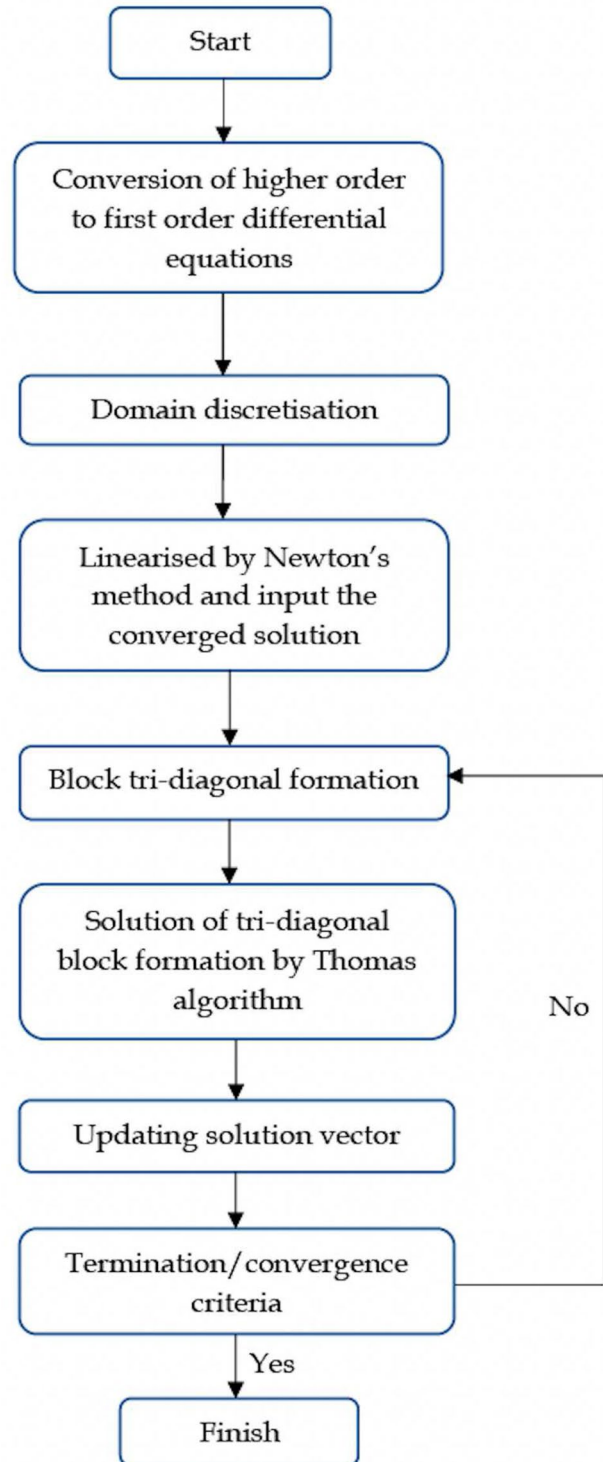 Start
Conversion of higher order
to first order differential
equations
Domain discretisation
Linearised by Newton's
method and input the
converged solution
Block tri-diagonal formation
Solution of tri-diagonal
block formation by Thomas
algorithm
No
Updating solution vector
Termination/convergence
criteria
Yes
Finish